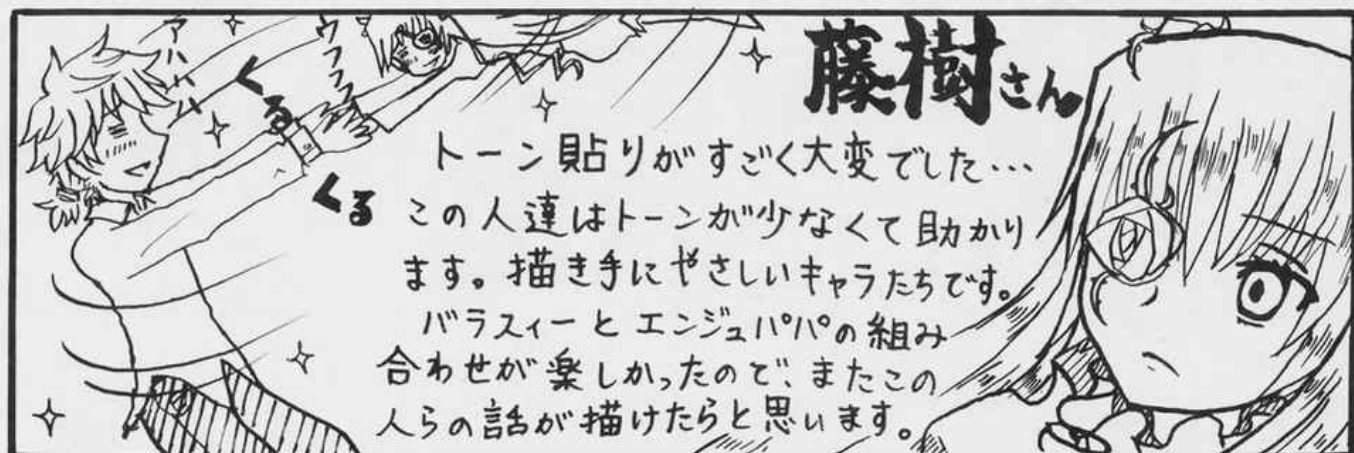 藤樹さん
トーン貼りがすごく大変でした…
この人達はトーンが少なくて助かり
ます。描き手にやさしいキャラたちです。
バラスィーとエンジュパパの組み
合わせが楽しかったので、またこの
人らの話が描けたらと思います。
アハハハ
ウフフフ
くる
くる